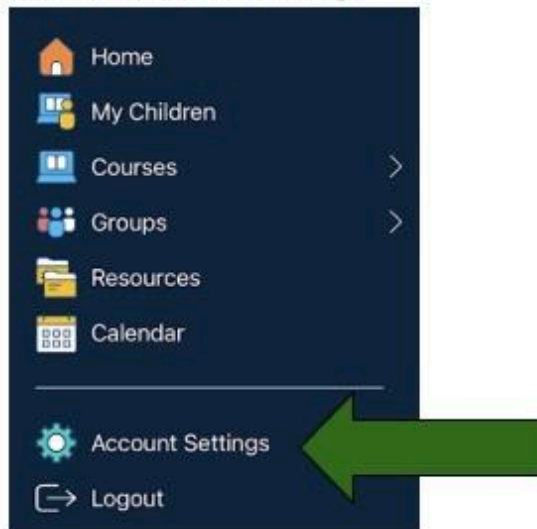 Home
My Children
Courses
Groups
Resources
Calendar
Account Settings
Logout